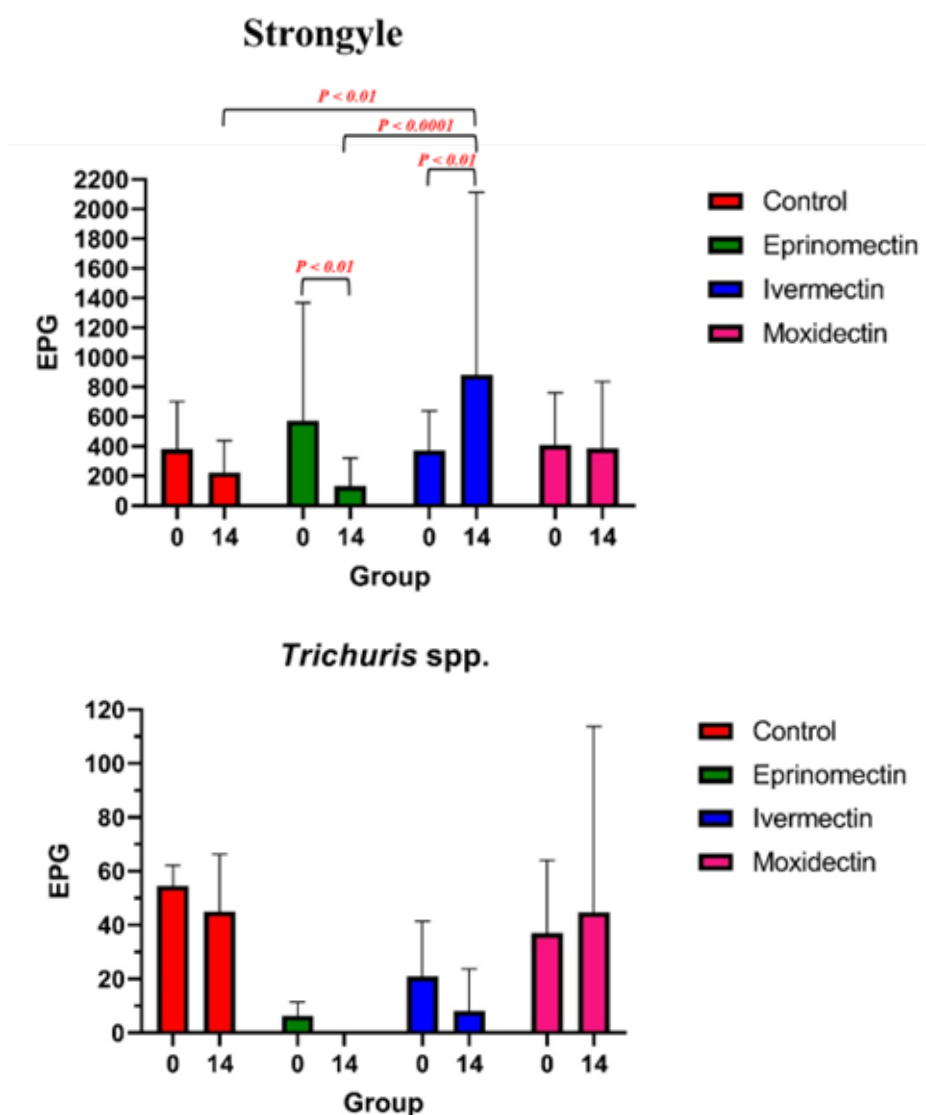 Strongyle
P < 0.01
P < 0.0001
P < 0.01
P < 0.01
2200
2000
1800
1600
1400
1200
1000
800
600
400
200
0
EPG
0 14 0 14 0 14 0 14
Group
Control
Eprinomectin
Ivermectin
Moxidectin
Trichuris spp.
120
100
80
60
40
20
0
EPG
0 14 0 14 0 14 0 14
Group
Control
Eprinomectin
Ivermectin
Moxidectin